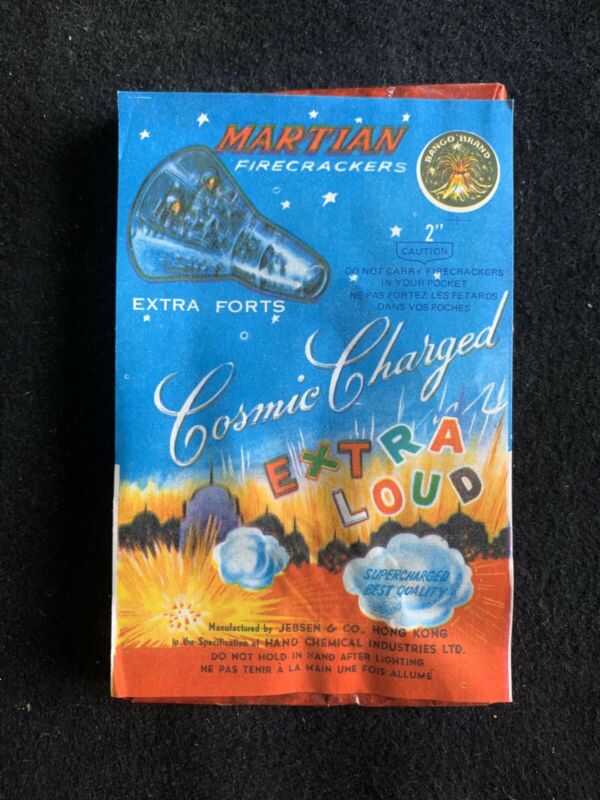 MARTIAN
FIRECRACKERS
BANGO BRAND
2"
CAUTION
DO NOT CARRY FIRECRACKERS
IN YOUR POCKET
NE PAS PORTEZ LES PETARDS
DANS VOS POCHES
EXTRA FORTS
Cosmic Charged
EXTRA
LOUD
SUPERCHARGED
BEST QUALITY
Manufactured by JEBSEN & CO., HONG KONG
to the Specification of HAND CHEMICAL INDUSTRIES LTD.
DO NOT HOLD IN HAND AFTER LIGHTING
NE PAS TENIR À LA MAIN UNE FOIS ALLUMÉ